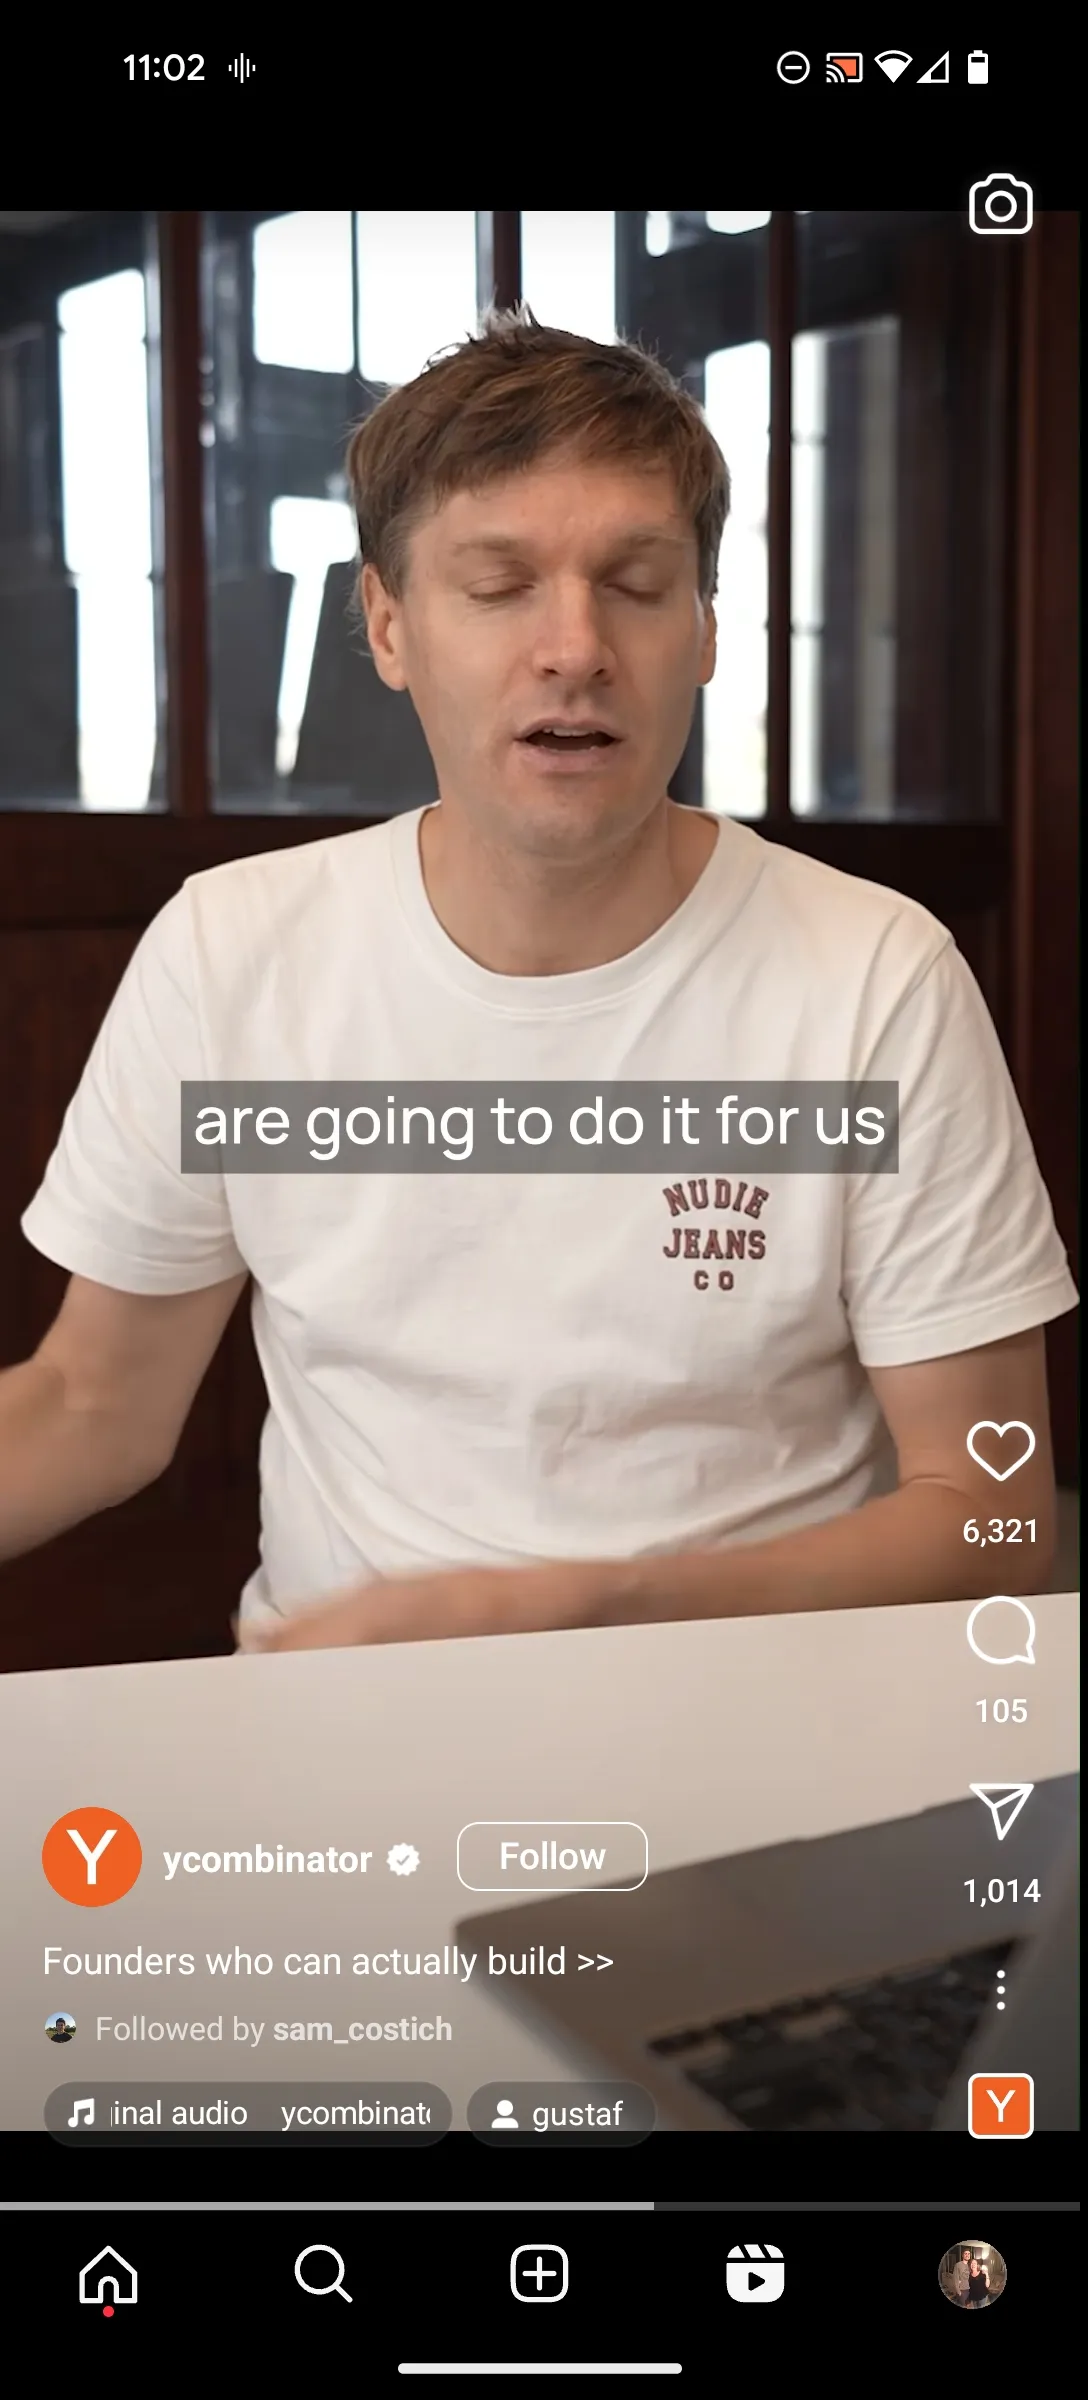 11:02
are going to do it for us
NUDIE
JEANS
CO
6,321
105
1,014
Y
ycombinator
Follow
Founders who can actually build >>
Followed by sam_costich
inal audio ycombinat
gustaf
Y